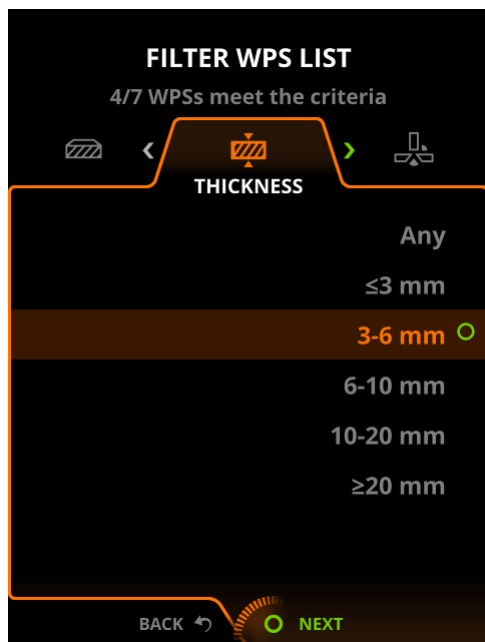 FILTER WPS LIST
4/7 WPSs meet the criteria
THICKNESS
Any
≤3 mm
3-6 mm
6-10 mm
10-20 mm
≥20 mm
BACK NEXT